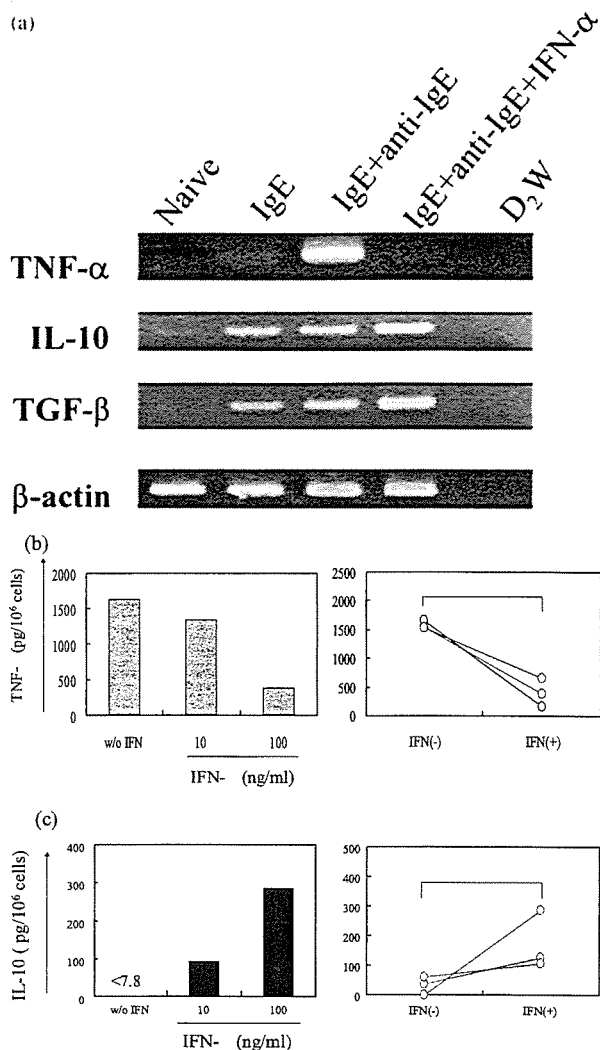 (a)
Naive IgE IgE+anti-IgE IgE+anti-IgE+IFN-α D2W
TNF-α
IL-10
TGF-β
β-actin
(b)
TNF- (pg/10⁶ cells)
2000
1500
1000
500
0
w/o IFN 10 100
IFN- (ng/ml)
2500
2000
1500
1000
500
0
IFN(-) IFN(+)
(c)
IL-10 ( pg/10⁶ cells)
400
300
200
100
0
<7.8
w/o IFN 10 100
IFN- (ng/ml)
500
400
300
200
100
0
IFN(-) IFN(+)